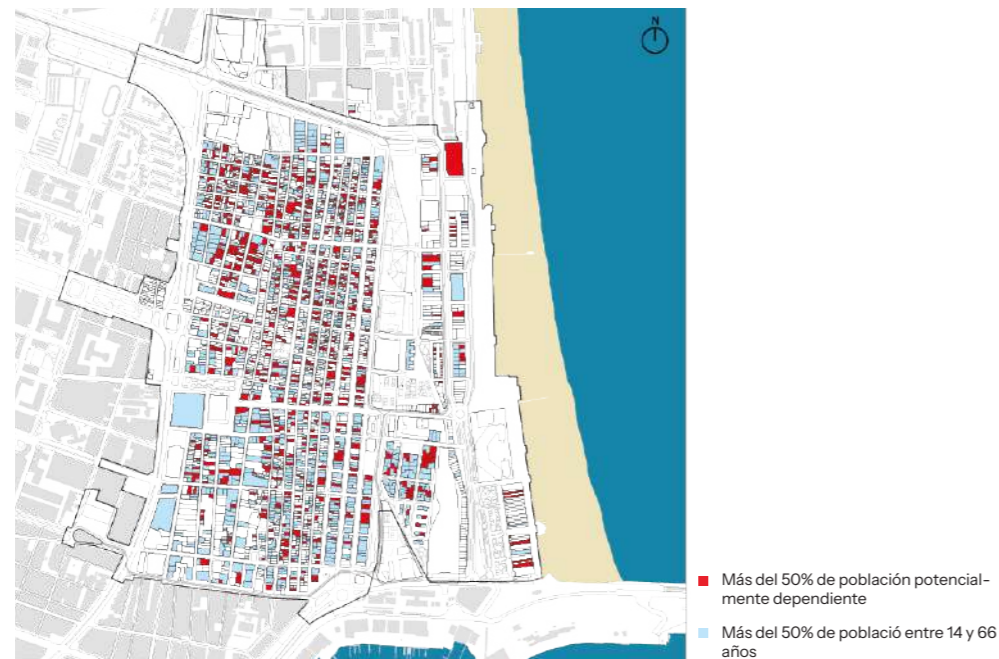 N
Más del 50% de población potencial-
mente dependiente
Más del 50% de població entre 14 y 66
años